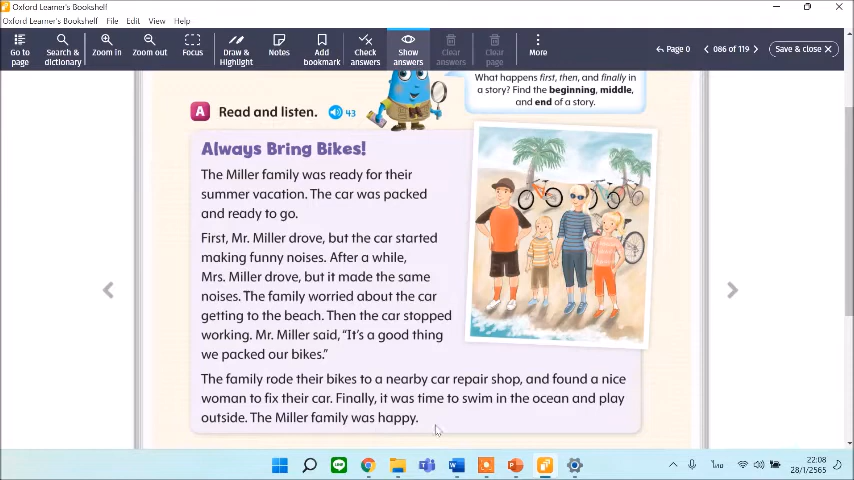 Oxford Learner's Bookshelf
Oxford Learner's Bookshelf File Edit View Help
Go to page
Search & dictionary
Zoom in
Zoom out
Focus
Draw & Highlight
Notes
Add bookmark
Check answers
Show answers
Clear answers
Clear page
More
Page 0
086 of 119
Save & close
What happens first, then, and finally in
a story? Find the beginning, middle,
and end of a story.
A Read and listen. 43
Always Bring Bikes!
The Miller family was ready for their
summer vacation. The car was packed
and ready to go.
First, Mr. Miller drove, but the car started
making funny noises. After a while,
Mrs. Miller drove, but it made the same
noises. The family worried about the car
getting to the beach. Then the car stopped
working. Mr. Miller said, “It’s a good thing
we packed our bikes.”
The family rode their bikes to a nearby car repair shop, and found a nice
woman to fix their car. Finally, it was time to swim in the ocean and play
outside. The Miller family was happy.
LINE
ไทย
22:08
28/1/2565